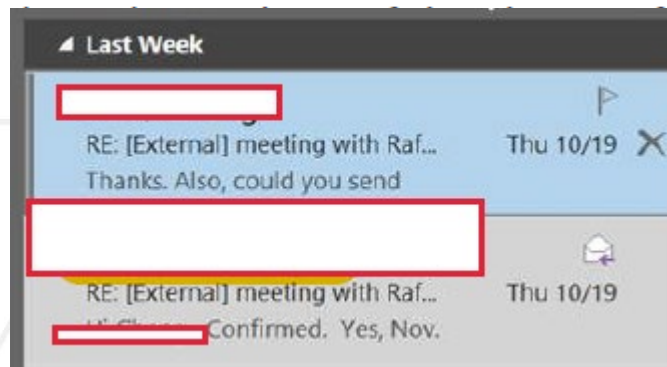 Last Week
RE: [External] meeting with Raf...
Thu 10/19
Thanks. Also, could you send
RE: [External] meeting with Raf...
Thu 10/19
Confirmed. Yes, Nov.